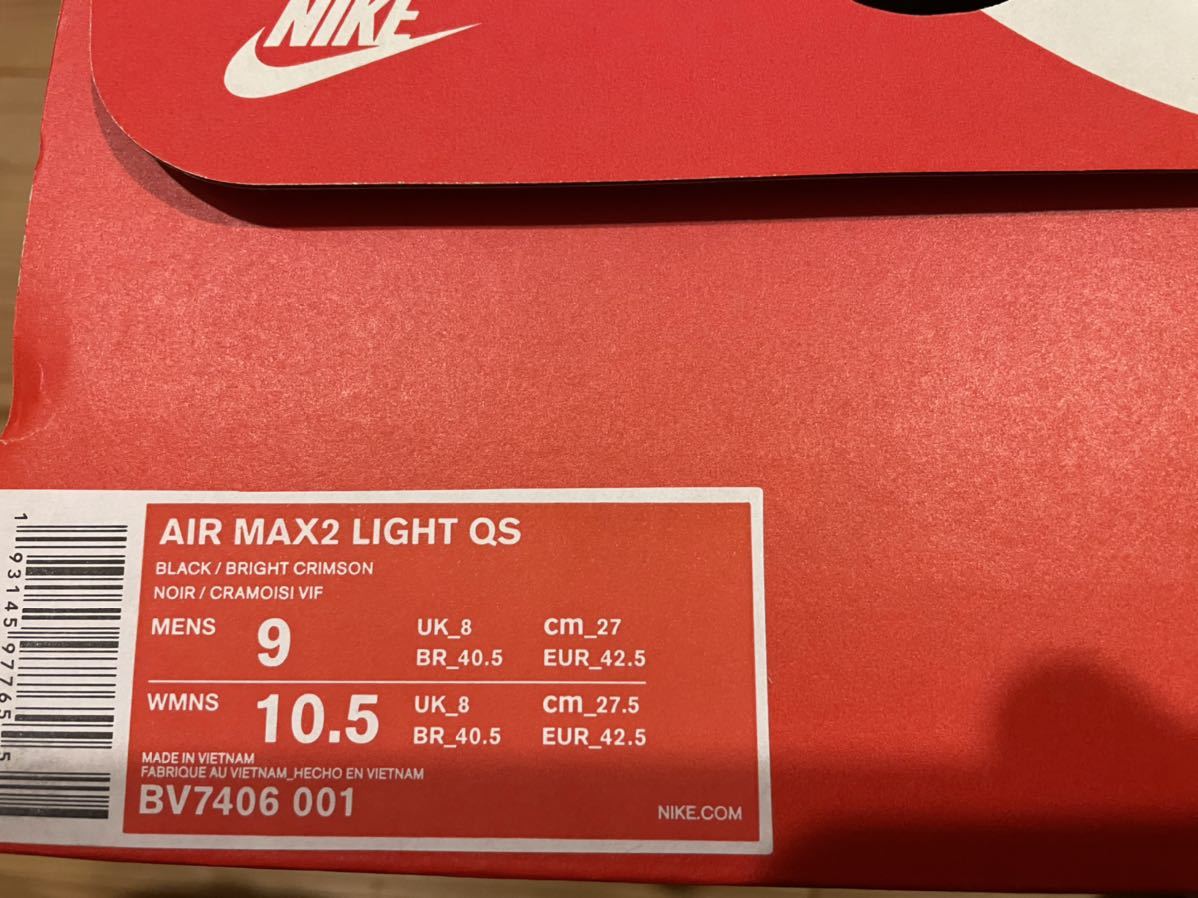 NIKE
AIR MAX2 LIGHT QS
BLACK / BRIGHT CRIMSON
NOIR / CRAMOISI VIF
MENS 9 UK_8 cm_27
BR_40.5 EUR_42.5
WMNS 10.5 UK_8 cm_27.5
BR_40.5 EUR_42.5
MADE IN VIETNAM
FABRIQUE AU VIETNAM_HECHO EN VIETNAM
BV7406 001
NIKE.COM
1 93145 97765 5